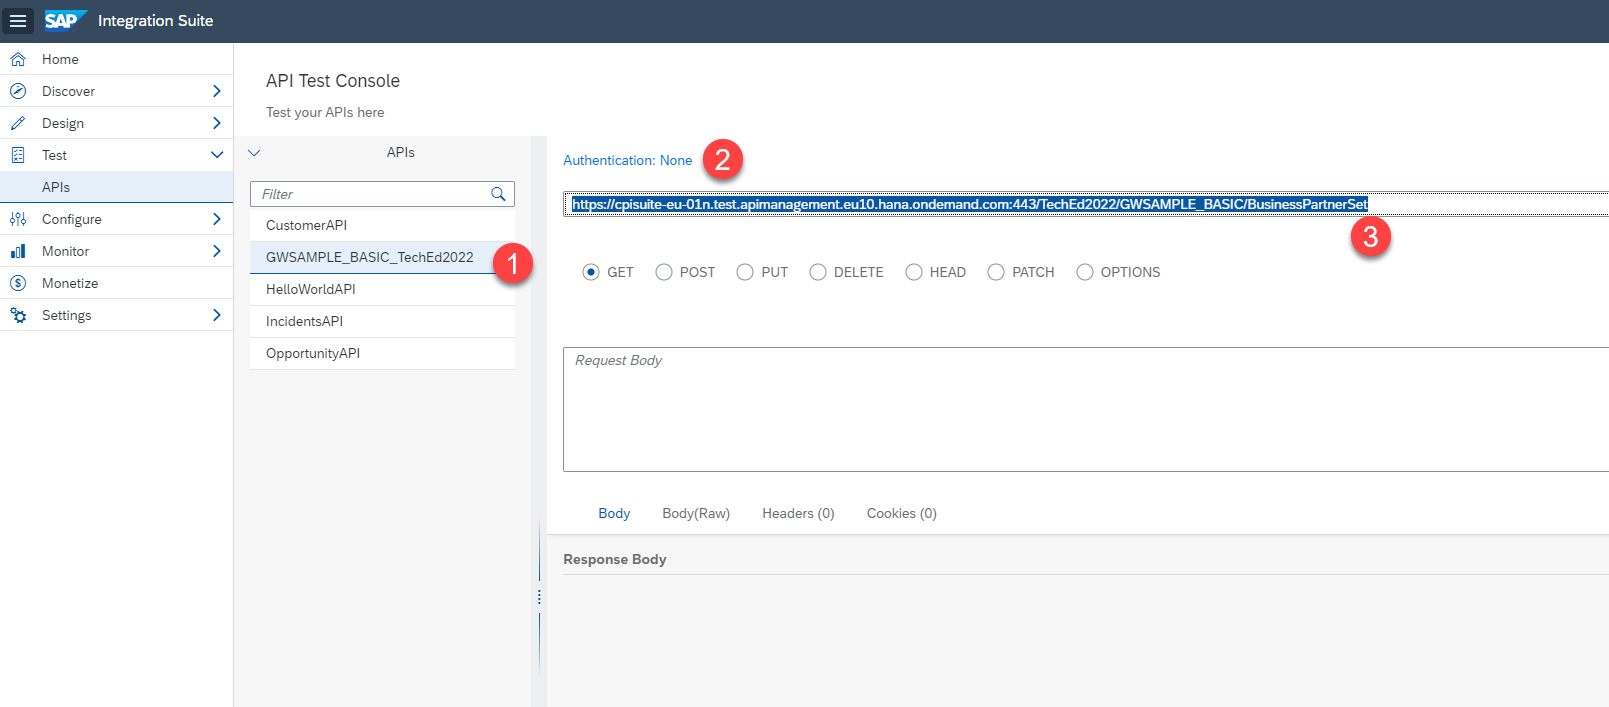 SAP Integration Suite
Home
Discover
Design
Test
APIs
Configure
Monitor
Monetize
Settings
API Test Console
Test your APIs here
APIs
Filter
CustomerAPI
GWSAMPLE_BASIC_TechEd2022
1
HelloWorldAPI
IncidentsAPI
OpportunityAPI
Authentication: None
2
https://cpisuite-eu-01n.test.apimanagement.eu10.hana.ondemand.com:443/TechEd2022/GWSAMPLE_BASIC/BusinessPartnerSet
3
GET POST PUT DELETE HEAD PATCH OPTIONS
Request Body
Body Body(Raw) Headers (0) Cookies (0)
Response Body